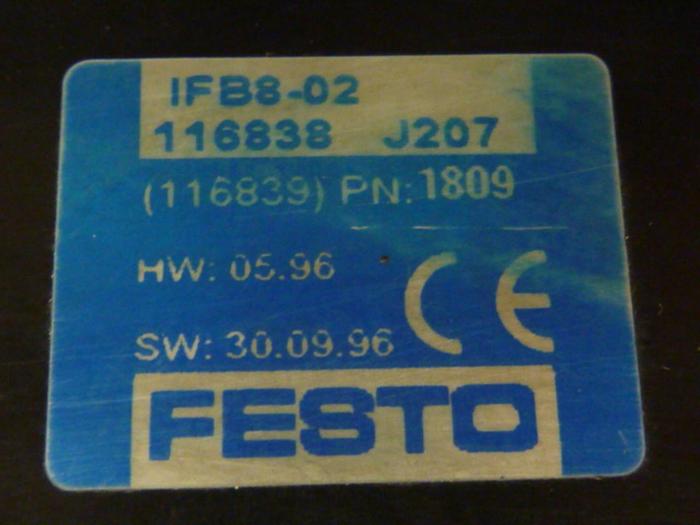 IFB8-02
116838 J207
(116839) PN: 1809
HW: 05.96
SW: 30.09.96
CE
FESTO